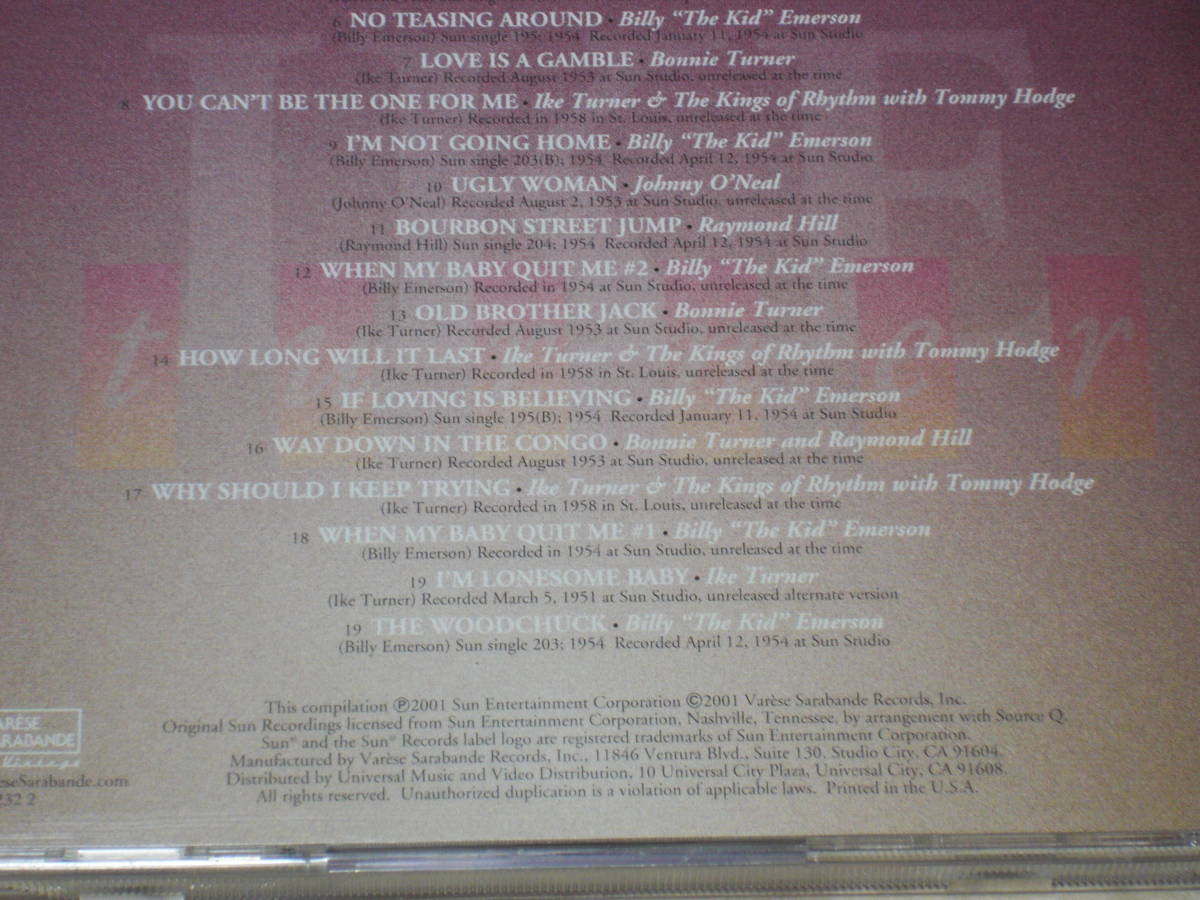 6 NO TEASING AROUND • Billy "The Kid" Emerson
(Billy Emerson) Sun single 195; 1954 Recorded January 11, 1954 at Sun Studio
7 LOVE IS A GAMBLE • Bonnie Turner
(Ike Turner) Recorded August 1953 at Sun Studio, unreleased at the time
8 YOU CAN'T BE THE ONE FOR ME • Ike Turner & The Kings of Rhythm with Tommy Hodge
(Ike Turner) Recorded in 1958 in St. Louis, unreleased at the time
9 I'M NOT GOING HOME • Billy "The Kid" Emerson
(Billy Emerson) Sun single 203(B); 1954 Recorded April 12, 1954 at Sun Studio
10 UGLY WOMAN • Johnny O'Neal
(Johnny O'Neal) Recorded August 2, 1953 at Sun Studio, unreleased at the time
11 BOURBON STREET JUMP • Raymond Hill
(Raymond Hill) Sun single 204; 1954 Recorded April 12, 1954 at Sun Studio
12 WHEN MY BABY QUIT ME #2 • Billy "The Kid" Emerson
(Billy Emerson) Recorded in 1954 at Sun Studio, unreleased at the time
13 OLD BROTHER JACK • Bonnie Turner
(Ike Turner) Recorded August 1953 at Sun Studio, unreleased at the time
14 HOW LONG WILL IT LAST • Ike Turner & The Kings of Rhythm with Tommy Hodge
(Ike Turner) Recorded in 1958 in St. Louis, unreleased at the time
15 IF LOVING IS BELIEVING • Billy "The Kid" Emerson
(Billy Emerson) Sun single 195(B); 1954 Recorded January 11, 1954 at Sun Studio
16 WAY DOWN IN THE CONGO • Bonnie Turner and Raymond Hill
(Ike Turner) Recorded August 1953 at Sun Studio, unreleased at the time
17 WHY SHOULD I KEEP TRYING • Ike Turner & The Kings of Rhythm with Tommy Hodge
(Ike Turner) Recorded in 1958 in St. Louis, unreleased at the time
18 WHEN MY BABY QUIT ME #1 • Billy "The Kid" Emerson
(Billy Emerson) Recorded in 1954 at Sun Studio, unreleased at the time
19 I'M LONESOME BABY • Ike Turner
(Ike Turner) Recorded March 5, 1951 at Sun Studio, unreleased alternate version
19 THE WOODCHUCK • Billy "The Kid" Emerson
(Billy Emerson) Sun single 203; 1954 Recorded April 12, 1954 at Sun Studio
This compilation ℗2001 Sun Entertainment Corporation ©2001 Varèse Sarabande Records, Inc.
Original Sun Recordings licensed from Sun Entertainment Corporation, Nashville, Tennessee, by arrangement with Source Q.
Sun® and the Sun® Records label logo are registered trademarks of Sun Entertainment Corporation.
Manufactured by Varèse Sarabande Records, Inc., 11846 Ventura Blvd., Suite 130, Studio City, CA 91604.
Distributed by Universal Music and Video Distribution, 10 Universal City Plaza, Universal City, CA 91608.
All rights reserved. Unauthorized duplication is a violation of applicable laws. Printed in the U.S.A.
ARÈSE
ARABANDE
Vintage
eseSarabande.com
232 2